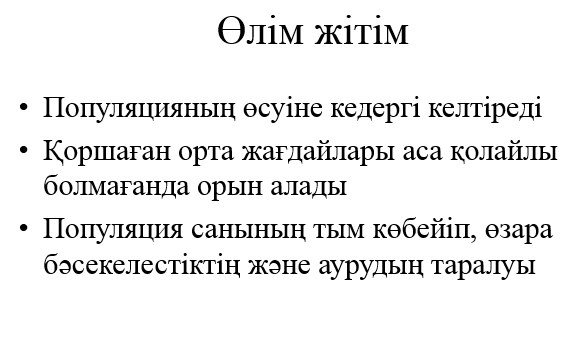 Өлім жітім
• Популяцияның өсуіне кедергі келтіреді
• Қоршаған орта жағдайлары аса қолайлы
болмағанда орын алады
• Популяция санының тым көбейіп, өзара
бәсекелестіктің және аурудың таралуы